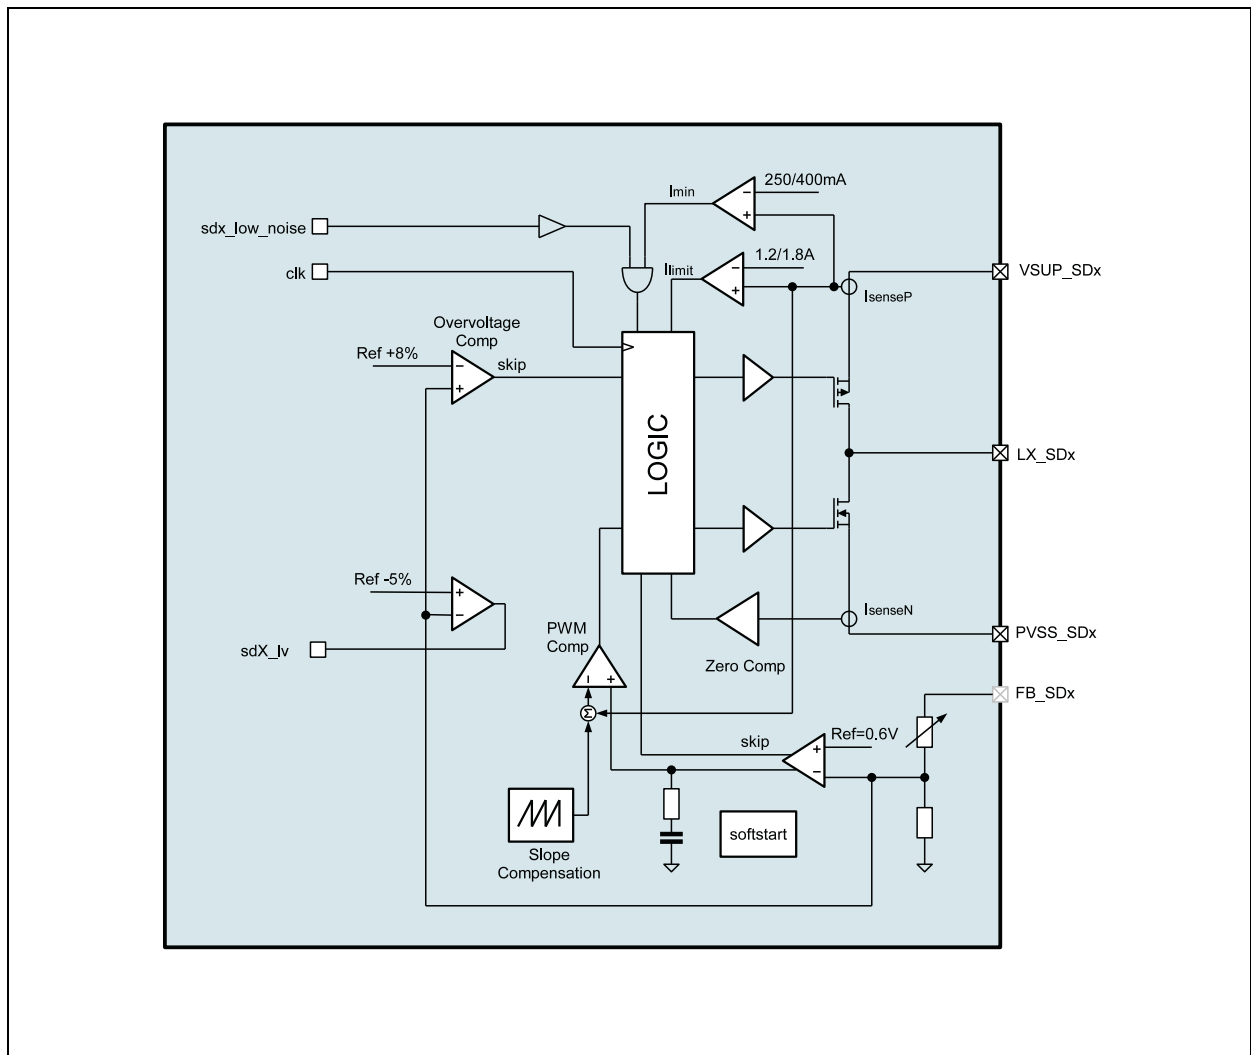 250/400mA
Imin
sdx_low_noise
1.2/1.8A
clk
Ilimit
VSUP_SDx
IsenseP
Overvoltage
Comp
Ref +8%
skip
LOGIC
LX_SDx
Ref -5%
IsenseN
PWM
Comp
PVSS_SDx
sdX_lv
Zero Comp
FB_SDx
Σ
skip
Ref=0.6V
softstart
Slope
Compensation